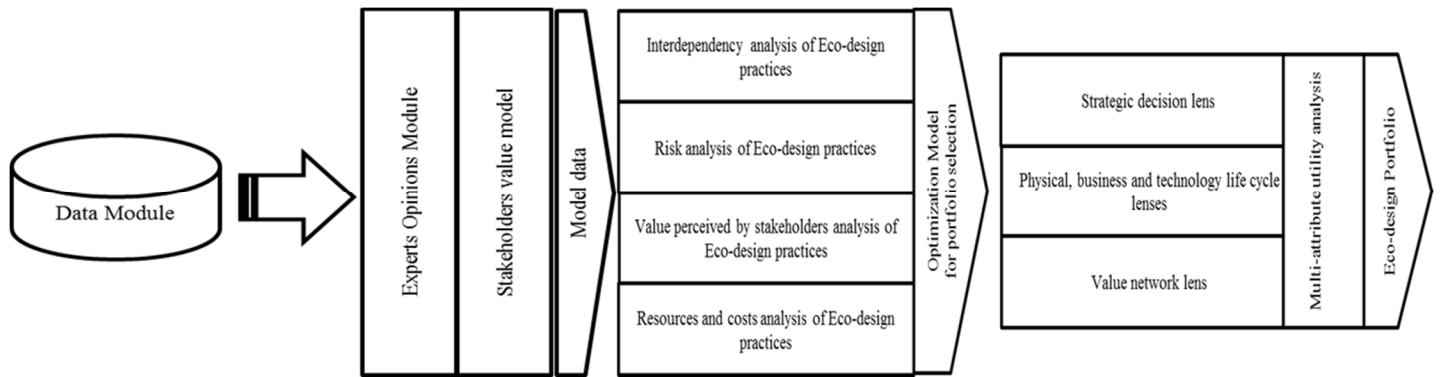 Data Module
Experts Opinions Module
Stakeholders value model
Model data
Interdependency analysis of Eco-design
practices
Risk analysis of Eco-design practices
Value perceived by stakeholders analysis of
Eco-design practices
Resources and costs analysis of Eco-design
practices
Optimization Model
for portfolio selection
Strategic decision lens
Physical, business and technology life cycle
lenses
Value network lens
Multi-attribute utility analysis
Eco-design Portfolio